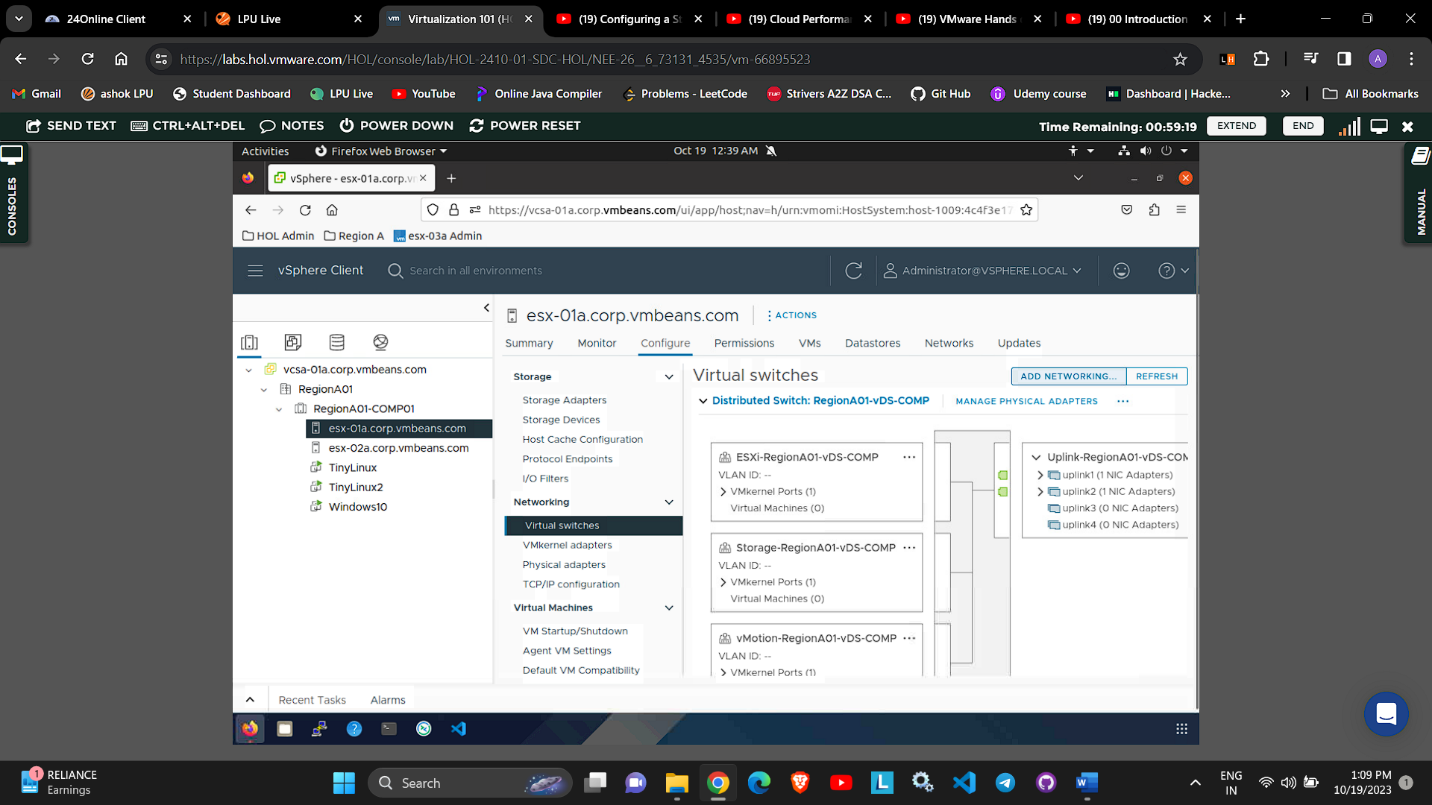 24Online Client
LPU Live
Virtualization 101 (HO
(19) Configuring a St
(19) Cloud Performa
(19) VMware Hands o
(19) 00 Introduction
https://labs.hol.vmware.com/HOL/console/lab/HOL-2410-01-SDC-HOL/NEE-26__6_73131_4535/vm-66895523
A
Gmail
ashok LPU
Student Dashboard
LPU Live
YouTube
Online Java Compiler
Problems - LeetCode
Strivers A2Z DSA C...
Git Hub
Udemy course
Dashboard | Hacke...
All Bookmarks
SEND TEXT
CTRL+ALT+DEL
NOTES
POWER DOWN
POWER RESET
Time Remaining: 00:59:19
EXTEND
END
CONSOLES
MANUAL
Activities
Firefox Web Browser
Oct 19 12:39 AM
vSphere - esx-01a.corp.v
https://vcsa-01a.corp.vmbeans.com/ui/app/host;nav=h/urn:vmomi:HostSystem:host-1009:4c4f3e17
HOL Admin
Region A
esx-03a Admin
vSphere Client
Search in all environments
Administrator@VSPHERE.LOCAL
vcsa-01a.corp.vmbeans.com
RegionA01
RegionA01-COMP01
esx-01a.corp.vmbeans.com
esx-02a.corp.vmbeans.com
TinyLinux
TinyLinux2
Windows10
esx-01a.corp.vmbeans.com
ACTIONS
Summary
Monitor
Configure
Permissions
VMs
Datastores
Networks
Updates
Storage
Storage Adapters
Storage Devices
Host Cache Configuration
Protocol Endpoints
I/O Filters
Networking
Virtual switches
VMkernel adapters
Physical adapters
TCP/IP configuration
Virtual Machines
VM Startup/Shutdown
Agent VM Settings
Default VM Compatibility
Virtual switches
ADD NETWORKING...
REFRESH
Distributed Switch: RegionA01-vDS-COMP
MANAGE PHYSICAL ADAPTERS
ESXi-RegionA01-vDS-COMP
VLAN ID: --
VMkernel Ports (1)
Virtual Machines (0)
Storage-RegionA01-vDS-COMP
VLAN ID: --
VMkernel Ports (1)
Virtual Machines (0)
vMotion-RegionA01-vDS-COMP
VLAN ID: --
VMkernel Ports (1)
Uplink-RegionA01-vDS-COM
uplink1 (1 NIC Adapters)
uplink2 (1 NIC Adapters)
uplink3 (0 NIC Adapters)
uplink4 (0 NIC Adapters)
Recent Tasks
Alarms
1
RELIANCE
Earnings
Search
ENG
IN
1:09 PM
10/19/2023
1